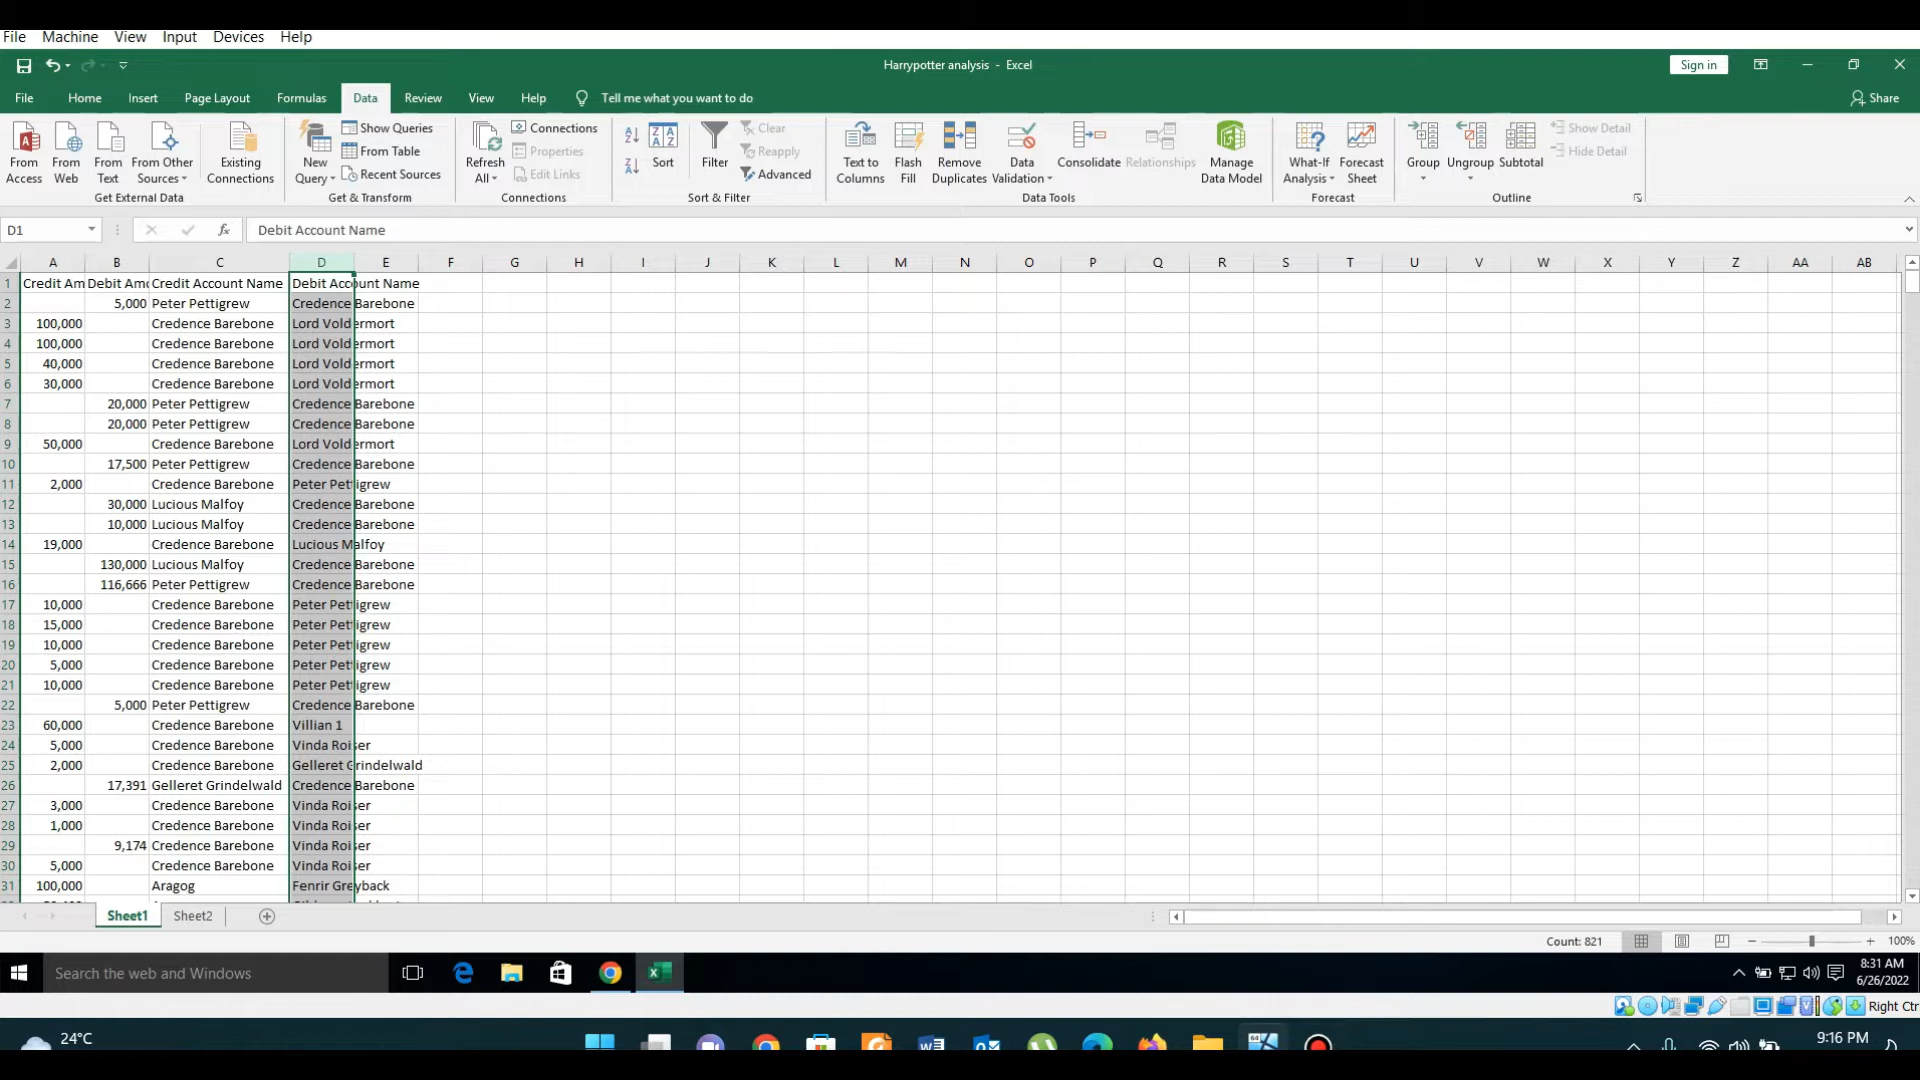 File Machine View Input Devices Help
Harrypotter analysis - Excel
Sign in
File Home Insert Page Layout Formulas Data Review View Help Tell me what you want to do
Share
From Access From Web From Text From Other Sources Existing Connections
Get External Data
New Query Show Queries From Table Recent Sources
Get & Transform
Refresh All Connections Properties Edit Links
Connections
Sort Filter Clear Reapply Advanced
Sort & Filter
Text to Columns Flash Fill Remove Duplicates Data Validation Consolidate Relationships Manage Data Model
Data Tools
What-If Analysis Forecast Sheet
Forecast
Group Ungroup Subtotal Show Detail Hide Detail
Outline
D1 fx Debit Account Name
A B C D E F G H I J K L M N O P Q R S T U V W X Y Z AA AB
1 Credit Am Debit Amo Credit Account Name Debit Account Name
2 5,000 Peter Pettigrew Credence Barebone
3 100,000 Credence Barebone Lord Voldermort
4 100,000 Credence Barebone Lord Voldermort
5 40,000 Credence Barebone Lord Voldermort
6 30,000 Credence Barebone Lord Voldermort
7 20,000 Peter Pettigrew Credence Barebone
8 20,000 Peter Pettigrew Credence Barebone
9 50,000 Credence Barebone Lord Voldermort
10 17,500 Peter Pettigrew Credence Barebone
11 2,000 Credence Barebone Peter Pettigrew
12 30,000 Lucious Malfoy Credence Barebone
13 10,000 Lucious Malfoy Credence Barebone
14 19,000 Credence Barebone Lucious Malfoy
15 130,000 Lucious Malfoy Credence Barebone
16 116,666 Peter Pettigrew Credence Barebone
17 10,000 Credence Barebone Peter Pettigrew
18 15,000 Credence Barebone Peter Pettigrew
19 10,000 Credence Barebone Peter Pettigrew
20 5,000 Credence Barebone Peter Pettigrew
21 10,000 Credence Barebone Peter Pettigrew
22 5,000 Peter Pettigrew Credence Barebone
23 60,000 Credence Barebone Villian 1
24 5,000 Credence Barebone Vinda Roiser
25 2,000 Credence Barebone Gelleret Grindelwald
26 17,391 Gelleret Grindelwald Credence Barebone
27 3,000 Credence Barebone Vinda Roiser
28 1,000 Credence Barebone Vinda Roiser
29 9,174 Credence Barebone Vinda Roiser
30 5,000 Credence Barebone Vinda Roiser
31 100,000 Aragog Fenrir Greyback
Sheet1 Sheet2
Count: 821 100%
Search the web and Windows
8:31 AM
6/26/2022
Right Ctr
24°C
9:16 PM